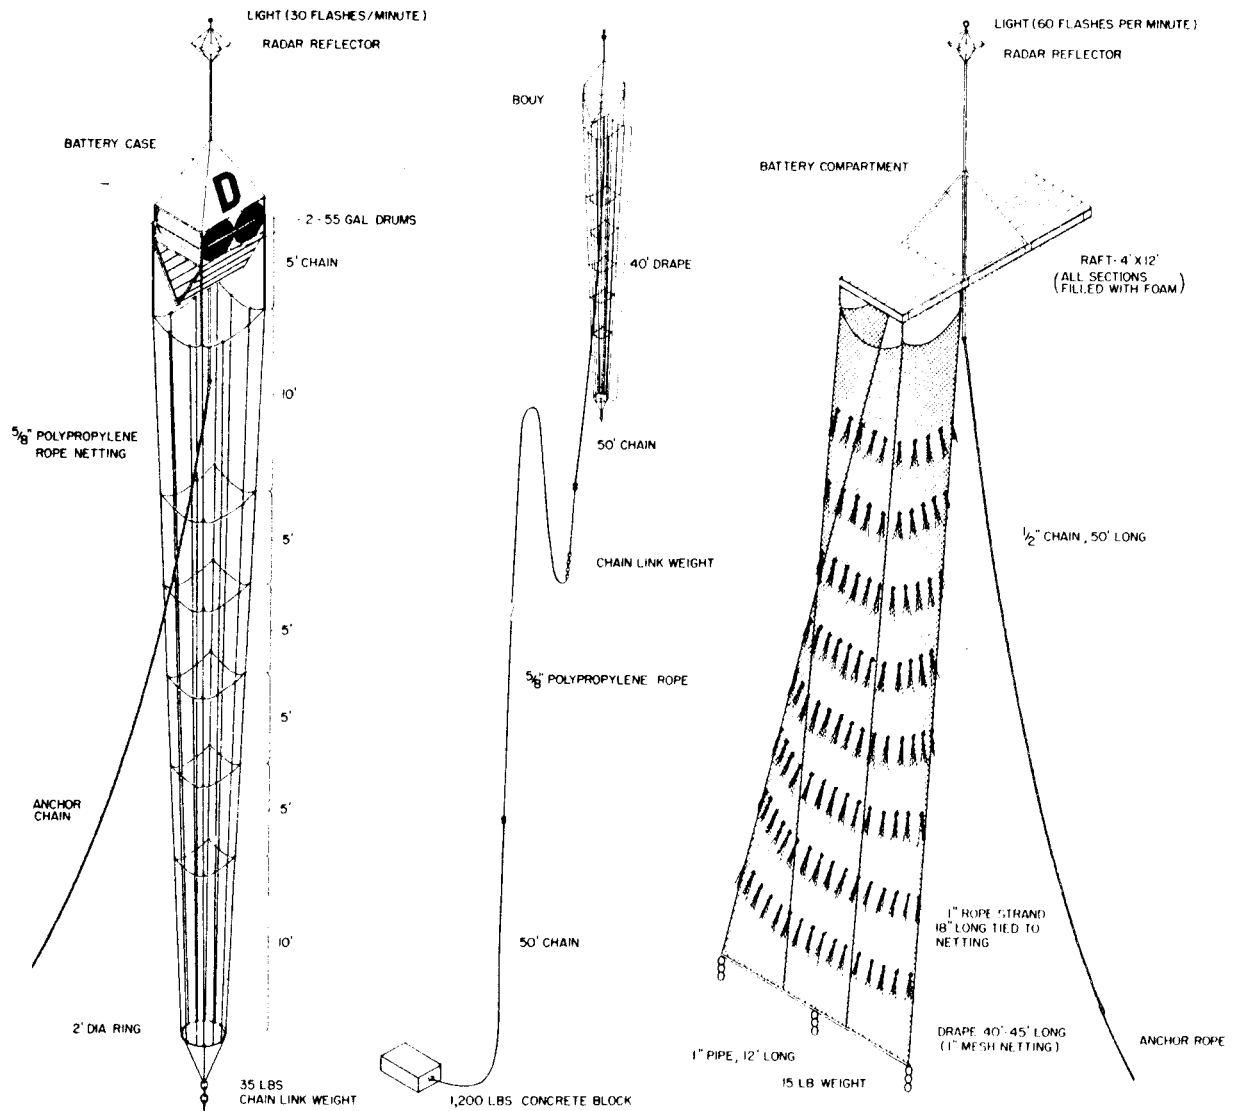 LIGHT (30 FLASHES/MINUTE)
RADAR REFLECTOR
BATTERY CASE
D
2-55 GAL DRUMS
5' CHAIN
10'
5/8" POLYPROPYLENE
ROPE NETTING
5'
5'
5'
5'
ANCHOR
CHAIN
10'
2' DIA RING
35 LBS
CHAIN LINK WEIGHT
BOUY
40' DRAPE
50' CHAIN
CHAIN LINK WEIGHT
5/8" POLYPROPYLENE ROPE
50' CHAIN
1,200 LBS CONCRETE BLOCK
LIGHT (60 FLASHES PER MINUTE)
RADAR REFLECTOR
BATTERY COMPARTMENT
RAFT- 4' X 12'
(ALL SECTIONS
FILLED WITH FOAM)
1/2" CHAIN, 50' LONG
1" ROPE STRAND
18" LONG TIED TO
NETTING
DRAPE 40'-45' LONG
(1" MESH NETTING)
ANCHOR ROPE
1" PIPE, 12' LONG
15 LB WEIGHT